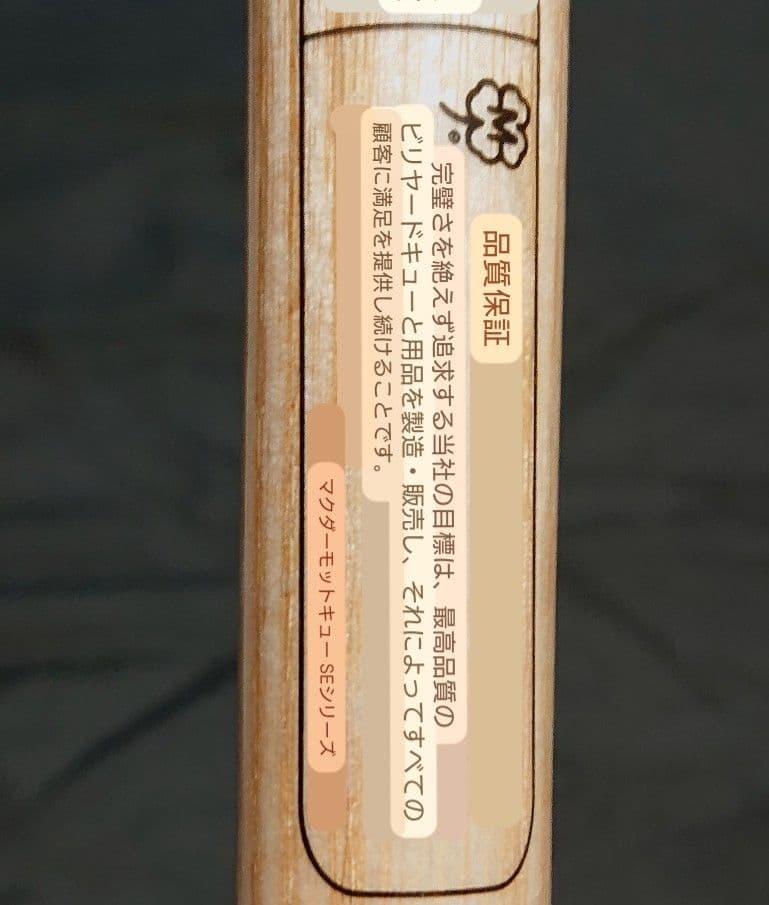 M
®
品質保証
完璧さを絶えず追求する当社の目標は、最高品質の
ビリヤードキューと用品を製造・販売し、それによってすべての
顧客に満足を提供し続けることです。
マクダーモットキュー SEシリーズ